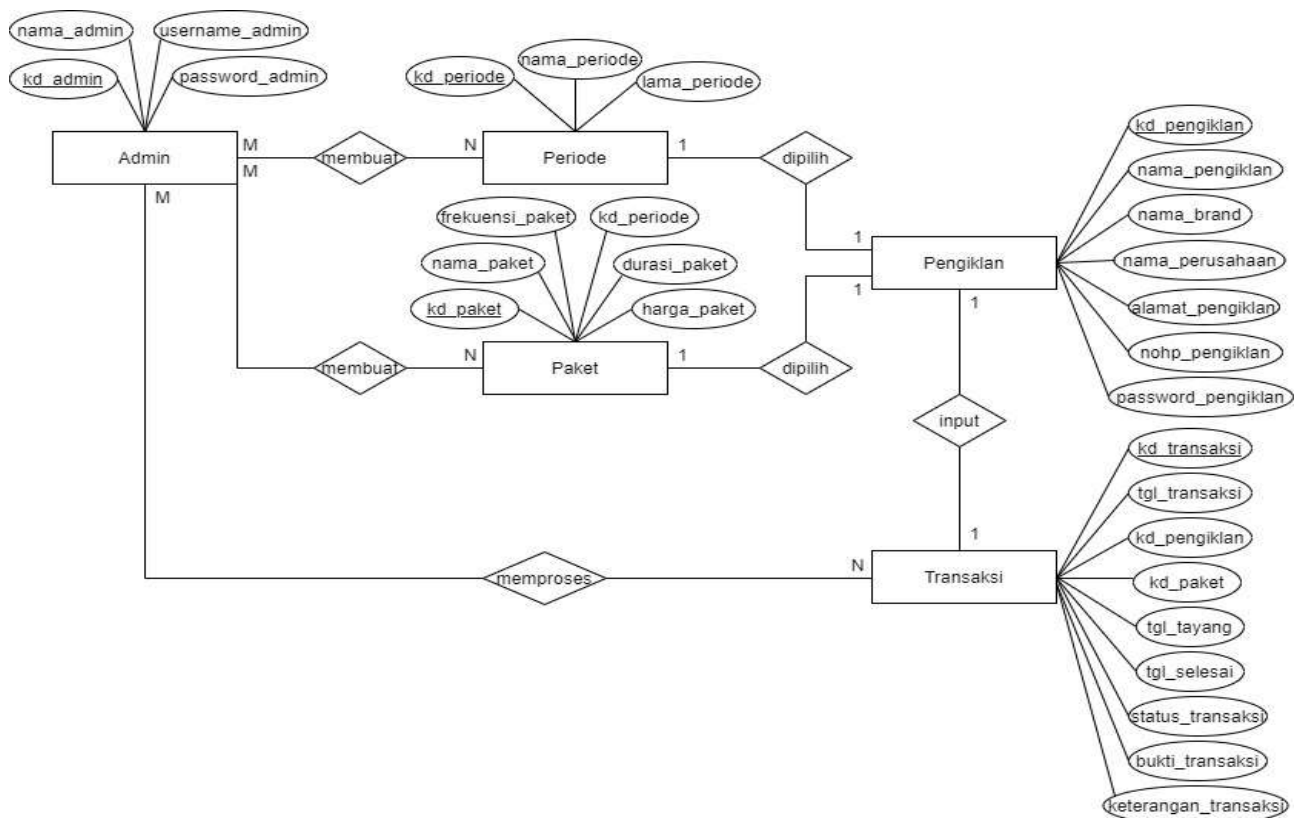 nama_admin
username_admin
kd_admin
password_admin
Admin
M
M
M
membuat
N
nama_periode
kd_periode
lama_periode
Periode
1
dipilih
1
frekuensi_paket
kd_periode
nama_paket
durasi_paket
kd_paket
harga_paket
membuat
N
Paket
1
dipilih
1
kd_pengiklan
nama_pengiklan
nama_brand
Pengiklan
nama_perusahaan
alamat_pengiklan
nohp_pengiklan
password_pengiklan
1
input
1
memproses
N
Transaksi
kd_transaksi
tgl_transaksi
kd_pengiklan
kd_paket
tgl_tayang
tgl_selesai
status_transaksi
bukti_transaksi
keterangan_transaksi